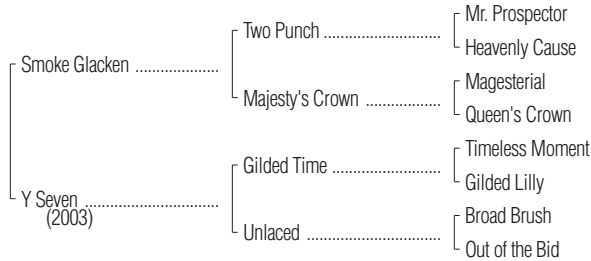 Mr. Prospector
Two Punch ........................................
Heavenly Cause
Smoke Glacken .....................
Magesterial
Majesty's Crown ...................
Queen's Crown
Timeless Moment
Gilded Time ...........................
Gilded Lilly
Y Seven ..................................
(2003)
Broad Brush
Unlaced .................................
Out of the Bid